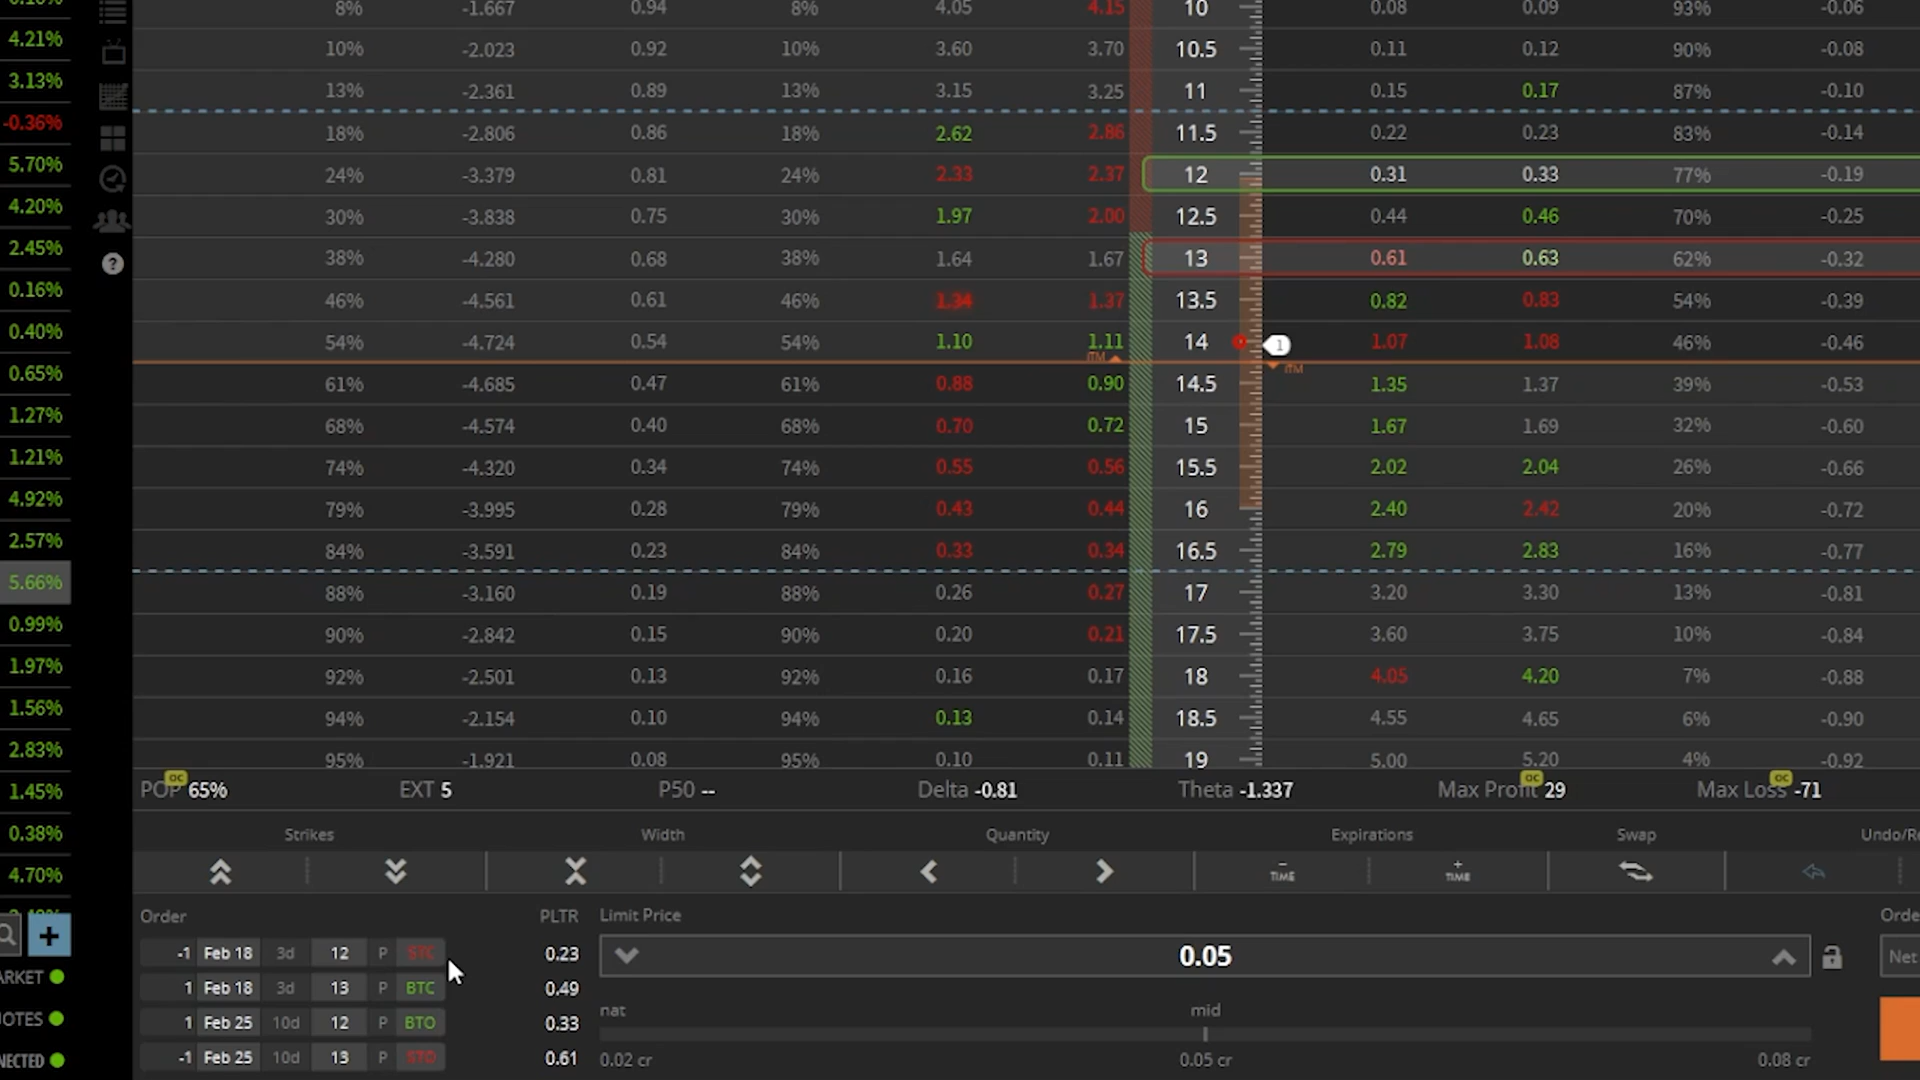 8% -1.667 0.94 8% 4.05 4.15 10 0.08 0.09 93% -0.06
4.21% 10% -2.023 0.92 10% 3.60 3.70 10.5 0.11 0.12 90% -0.08
3.13% 13% -2.361 0.89 13% 3.15 3.25 11 0.15 0.17 87% -0.10
-0.36% 18% -2.806 0.86 18% 2.62 2.86 11.5 0.22 0.23 83% -0.14
5.70% 24% -3.379 0.81 24% 2.33 2.37 12 0.31 0.33 77% -0.19
4.20% 30% -3.838 0.75 30% 1.97 2.00 12.5 0.44 0.46 70% -0.25
2.45% ? 38% -4.280 0.68 38% 1.64 1.67 13 0.61 0.63 62% -0.32
0.16% 46% -4.561 0.61 46% 1.34 1.37 13.5 0.82 0.83 54% -0.39
0.40% 54% -4.724 0.54 54% 1.10 1.11 14 1 1.07 1.08 46% -0.46
ITM ITM
0.65% 61% -4.685 0.47 61% 0.88 0.90 14.5 1.35 1.37 39% -0.53
1.27% 68% -4.574 0.40 68% 0.70 0.72 15 1.67 1.69 32% -0.60
1.21% 74% -4.320 0.34 74% 0.55 0.56 15.5 2.02 2.04 26% -0.66
4.92% 79% -3.995 0.28 79% 0.43 0.44 16 2.40 2.42 20% -0.72
2.57% 84% -3.591 0.23 84% 0.33 0.34 16.5 2.79 2.83 16% -0.77
5.66% 88% -3.160 0.19 88% 0.26 0.27 17 3.20 3.30 13% -0.81
0.99% 90% -2.842 0.15 90% 0.20 0.21 17.5 3.60 3.75 10% -0.84
1.97% 92% -2.501 0.13 92% 0.16 0.17 18 4.05 4.20 7% -0.88
1.56% 94% -2.154 0.10 94% 0.13 0.14 18.5 4.55 4.65 6% -0.90
2.83% 95% -1.921 0.08 95% 0.10 0.11 19 5.00 5.20 4% -0.92
OC OC OC
1.45% POP 65% EXT 5 P50 -- Delta -0.81 Theta -1.337 Max Profit 29 Max Loss -71
0.38% Strikes Width Quantity Expirations Swap Undo/Re
4.70% − TIME + TIME
Order PLTR Limit Price Orde
-1 Feb 18 3d 12 P STC 0.23 0.05 Net
ARKET 1 Feb 18 3d 13 P BTC 0.49
OTES 1 Feb 25 10d 12 P BTO 0.33 nat mid
NECTED -1 Feb 25 10d 13 P STO 0.61 0.02 cr 0.05 cr 0.08 cr